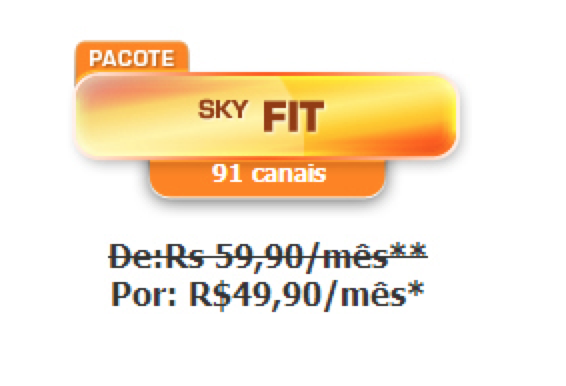 PACOTE
SKY FIT
91 canais
De:Rs 59,90/mês**
Por: R$49,90/mês*